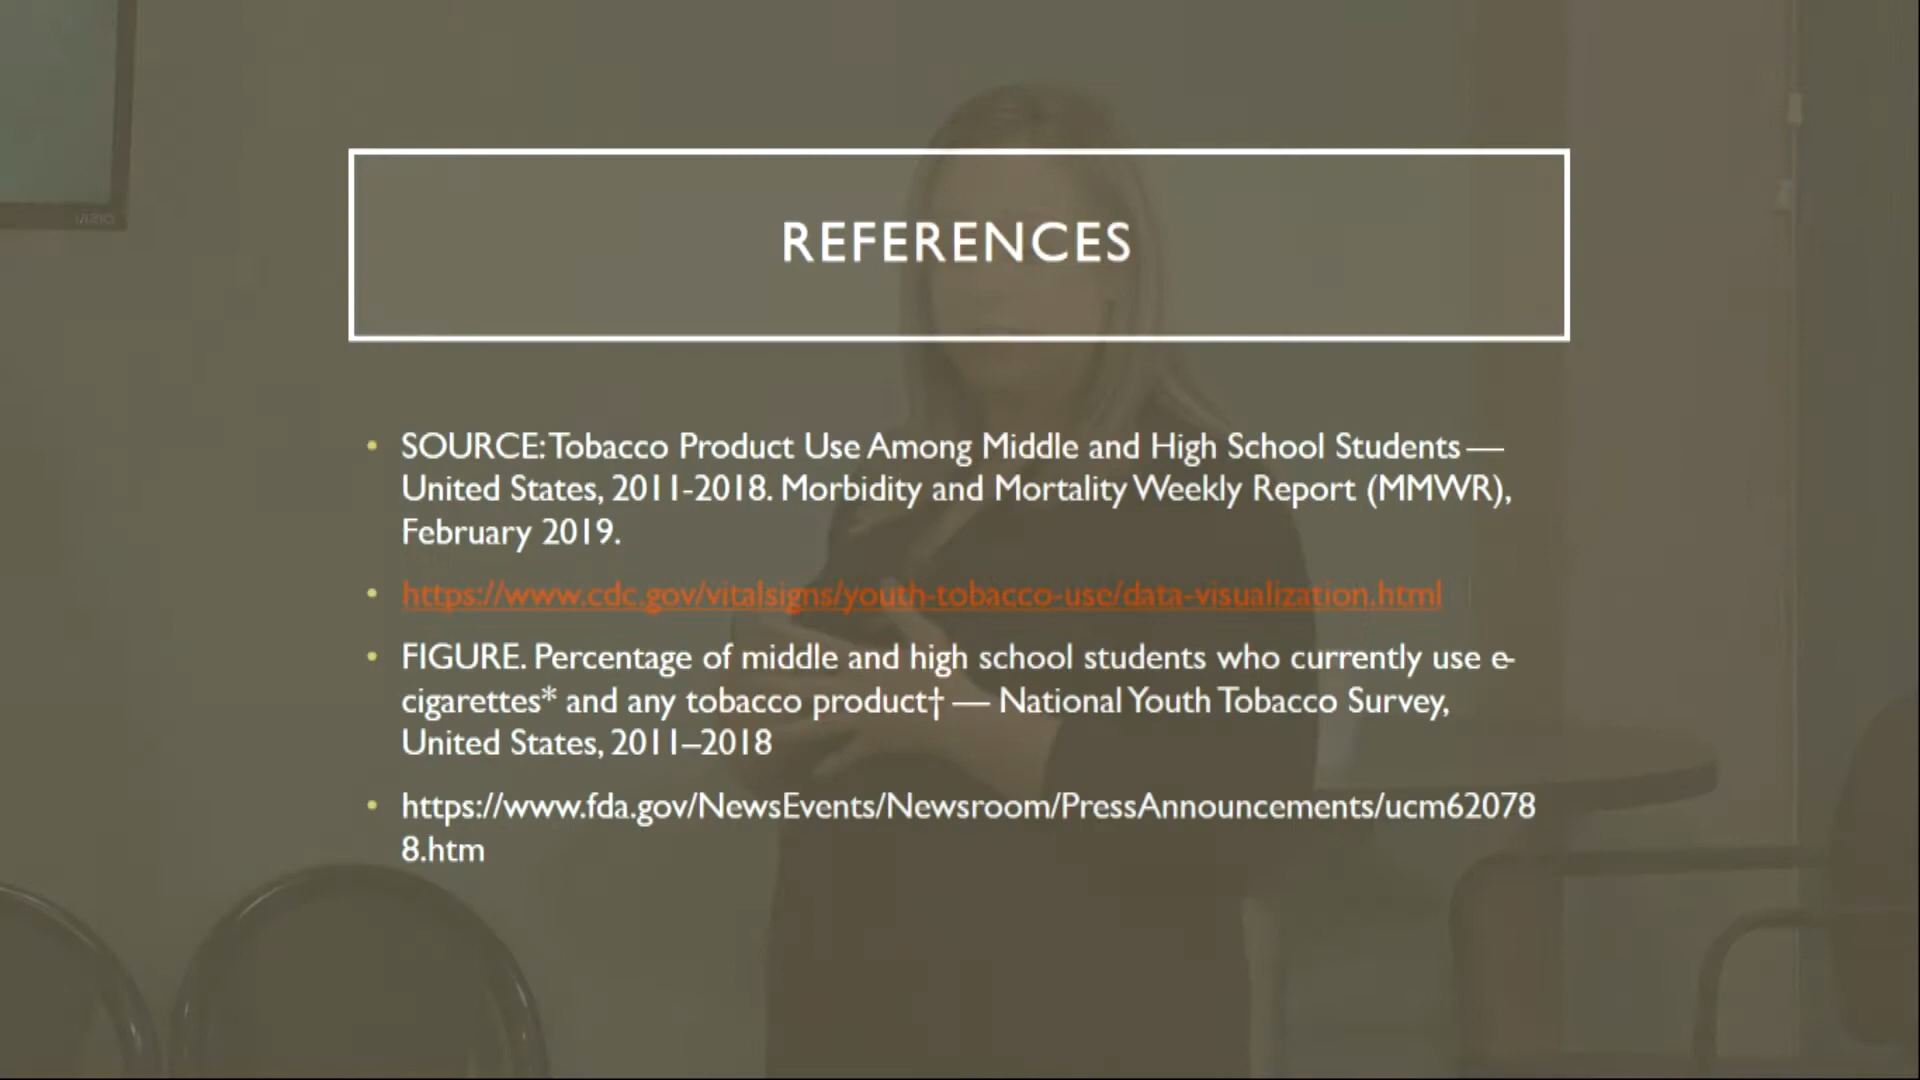 VIZIO
REFERENCES
• SOURCE: Tobacco Product Use Among Middle and High School Students —
United States, 2011-2018. Morbidity and Mortality Weekly Report (MMWR),
February 2019.
• https://www.cdc.gov/vitalsigns/youth-tobacco-use/data-visualization.html
• FIGURE. Percentage of middle and high school students who currently use e-
cigarettes* and any tobacco product† — National Youth Tobacco Survey,
United States, 2011–2018
• https://www.fda.gov/NewsEvents/Newsroom/PressAnnouncements/ucm62078
8.htm